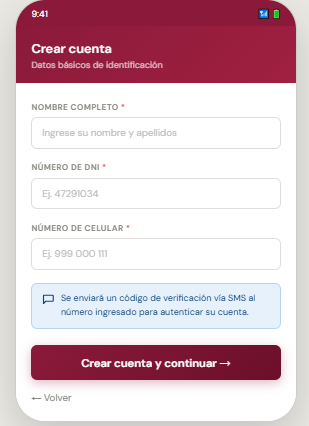 9:41
Crear cuenta
Datos básicos de identificación
NOMBRE COMPLETO *
Ingrese su nombre y apellidos
NÚMERO DE DNI *
Ej. 47291034
NÚMERO DE CELULAR *
Ej. 999 000 111
Se enviará un código de verificación vía SMS al
número ingresado para autenticar su cuenta.
Crear cuenta y continuar →
← Volver